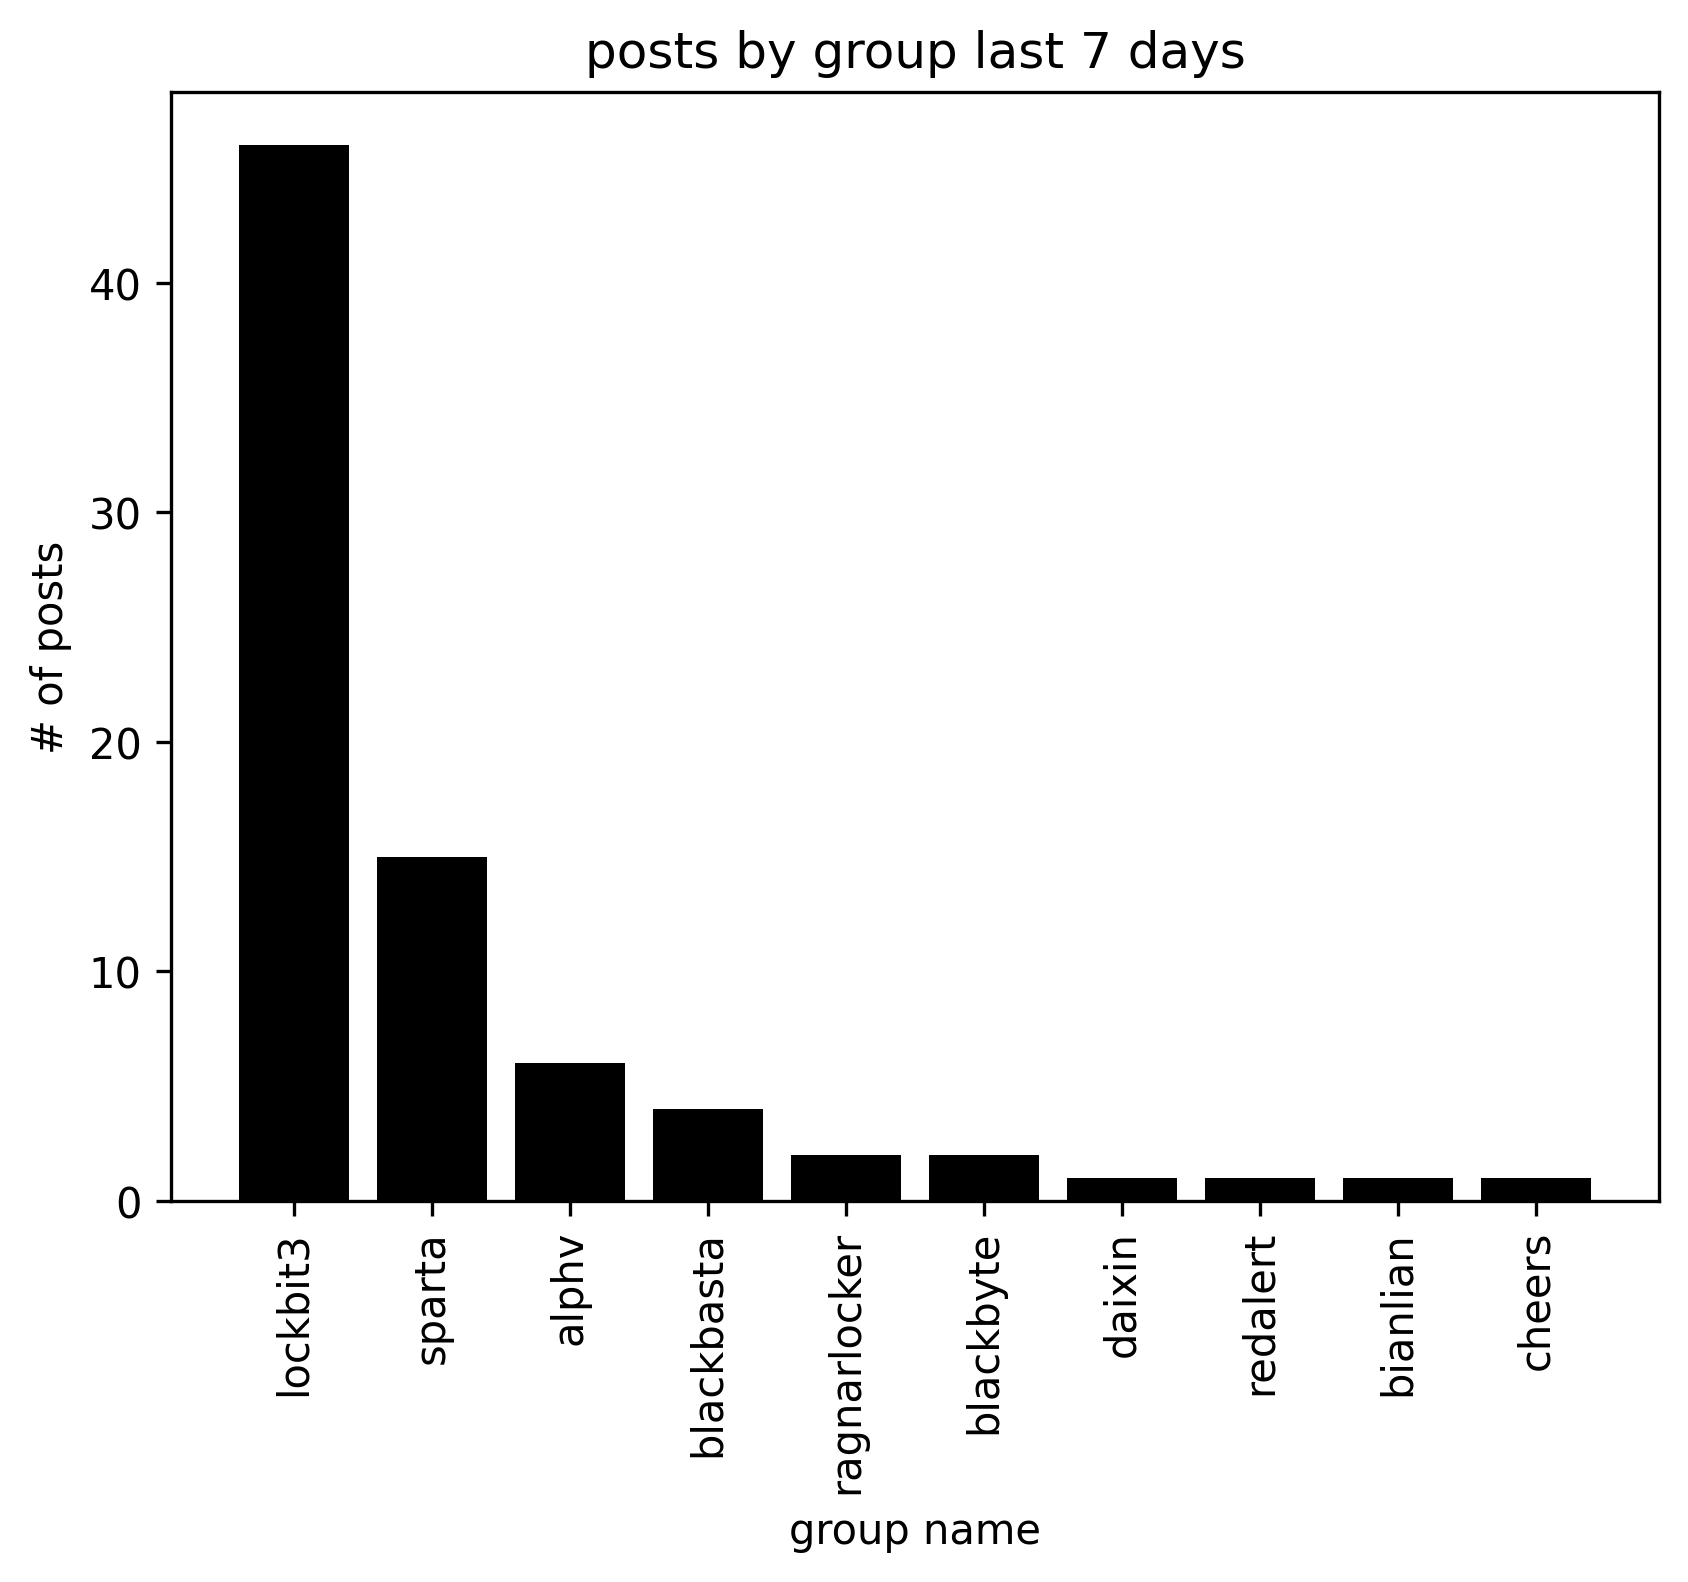 posts by group last 7 days
# of posts
40
30
20
10
0
lockbit3
sparta
alphv
blackbasta
ragnarlocker
blackbyte
daixin
redalert
bianlian
cheers
group name